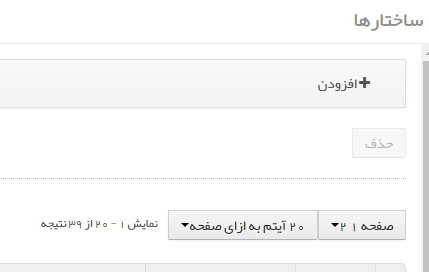 ساختارها
افزودن
حذف
صفحه ۱ ۲ ۲۰ آیتم به ازای صفحه نمایش ۱ - ۲۰ از ۳۹ نتیجه